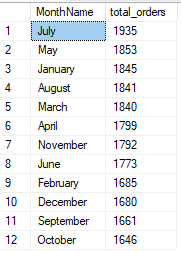 MonthName total_orders
1 July 1935
2 May 1853
3 January 1845
4 August 1841
5 March 1840
6 April 1799
7 November 1792
8 June 1773
9 February 1685
10 December 1680
11 September 1661
12 October 1646